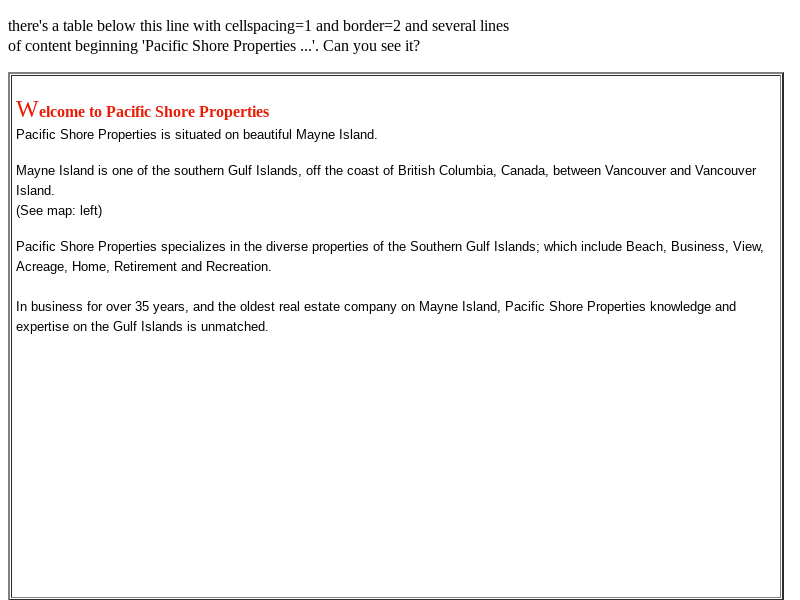 there's a table below this line with cellspacing=1 and border=2 and several lines
of content beginning 'Pacific Shore Properties ...'. Can you see it?
Welcome to Pacific Shore Properties
Pacific Shore Properties is situated on beautiful Mayne Island.
Mayne Island is one of the southern Gulf Islands, off the coast of British Columbia, Canada, between Vancouver and Vancouver
Island.
(See map: left)
Pacific Shore Properties specializes in the diverse properties of the Southern Gulf Islands; which include Beach, Business, View,
Acreage, Home, Retirement and Recreation.
In business for over 35 years, and the oldest real estate company on Mayne Island, Pacific Shore Properties knowledge and
expertise on the Gulf Islands is unmatched.